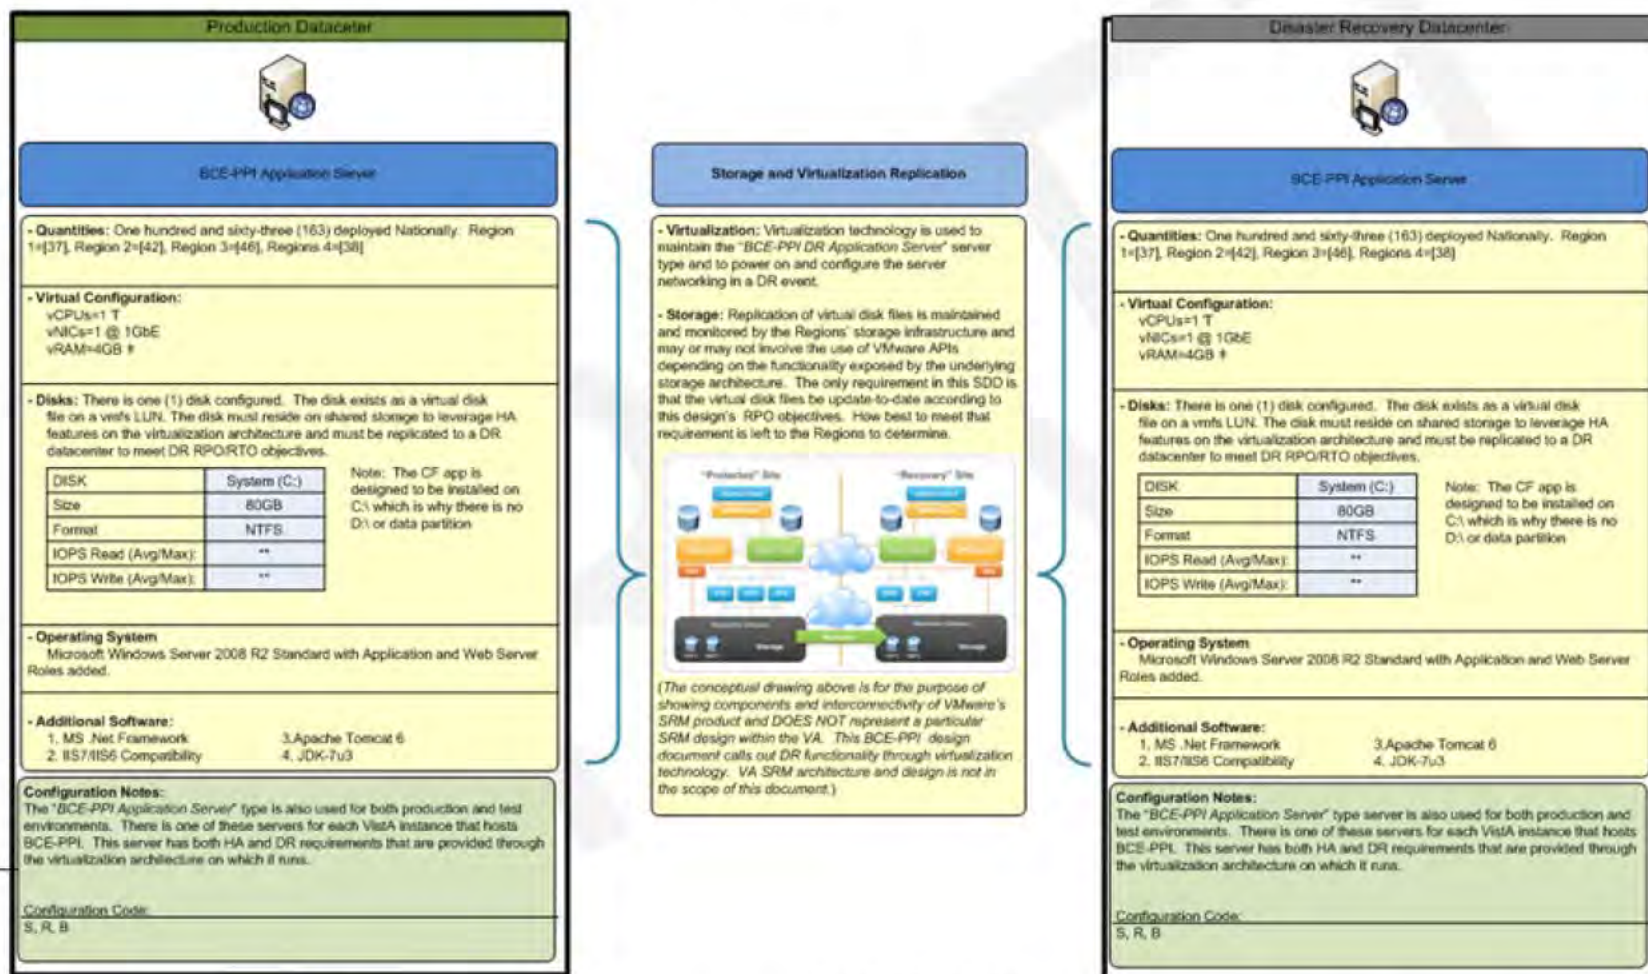 Production Dataceter
BCE-PPI Application Server
- Quantities: One hundred and sixty-three (163) deployed Nationally. Region
1=[37], Region 2=[42], Region 3=[46], Regions 4=[38]
- Virtual Configuration:
vCPUs=1 T
vNICs=1 @ 1GbE
vRAM=4GB ‡
- Disks: There is one (1) disk configured. The disk exists as a virtual disk
file on a vmfs LUN. The disk must reside on shared storage to leverage HA
features on the virtualization architecture and must be replicated to a DR
datacenter to meet DR RPO/RTO objectives.
DISK System (C:)
Size 80GB
Format NTFS
IOPS Read (Avg/Max): **
IOPS Write (Avg/Max): **
Note: The CF app is
designed to be installed on
C:\ which is why there is no
D:\ or data partition
- Operating System
Microsoft Windows Server 2008 R2 Standard with Application and Web Server
Roles added.
- Additional Software:
1. MS .Net Framework 3.Apache Tomcat 6
2. IIS7/IIS6 Compatibility 4. JDK-7u3
Configuration Notes:
The "BCE-PPI Application Server" type is also used for both production and test
environments. There is one of these servers for each VistA instance that hosts
BCE-PPI. This server has both HA and DR requirements that are provided through
the virtualization architecture on which it runs.
Configuration Code:
S, R, B
Storage and Virtualization Replication
- Virtualization: Virtualization technology is used to
maintain the "BCE-PPI DR Application Server" server
type and to power on and configure the server
networking in a DR event.
- Storage: Replication of virtual disk files is maintained
and monitored by the Regions' storage infrastructure and
may or may not involve the use of VMware APIs
depending on the functionality exposed by the underlying
storage architecture. The only requirement in this SDD is
that the virtual disk files be update-to-date according to
this design's RPO objectives. How best to meet that
requirement is left to the Regions to determine.
"Protected" Site "Recovery" Site
Storage Storage
(The conceptual drawing above is for the purpose of
showing components and interconnectivity of VMware's
SRM product and DOES NOT represent a particular
SRM design within the VA. This BCE-PPI design
document calls out DR functionality through virtualization
technology. VA SRM architecture and design is not in
the scope of this document.)
Disaster Recovery Datacenter
BCE-PPI Application Server
- Quantities: One hundred and sixty-three (163) deployed Nationally. Region
1=[37], Region 2=[42], Region 3=[46], Regions 4=[38]
- Virtual Configuration:
vCPUs=1 T
vNICs=1 @ 1GbE
vRAM=4GB ‡
- Disks: There is one (1) disk configured. The disk exists as a virtual disk
file on a vmfs LUN. The disk must reside on shared storage to leverage HA
features on the virtualization architecture and must be replicated to a DR
datacenter to meet DR RPO/RTO objectives.
DISK System (C:)
Size 80GB
Format NTFS
IOPS Read (Avg/Max): **
IOPS Write (Avg/Max): **
Note: The CF app is
designed to be installed on
C:\ which is why there is no
D:\ or data partition
- Operating System
Microsoft Windows Server 2008 R2 Standard with Application and Web Server
Roles added.
- Additional Software:
1. MS .Net Framework 3.Apache Tomcat 6
2. IIS7/IIS6 Compatibility 4. JDK-7u3
Configuration Notes:
The "BCE-PPI Application Server" type server is also used for both production and
test environments. There is one of these servers for each VistA instance that hosts
BCE-PPI. This server has both HA and DR requirements that are provided through
the virtualization architecture on which it runs.
Configuration Code:
S, R, B